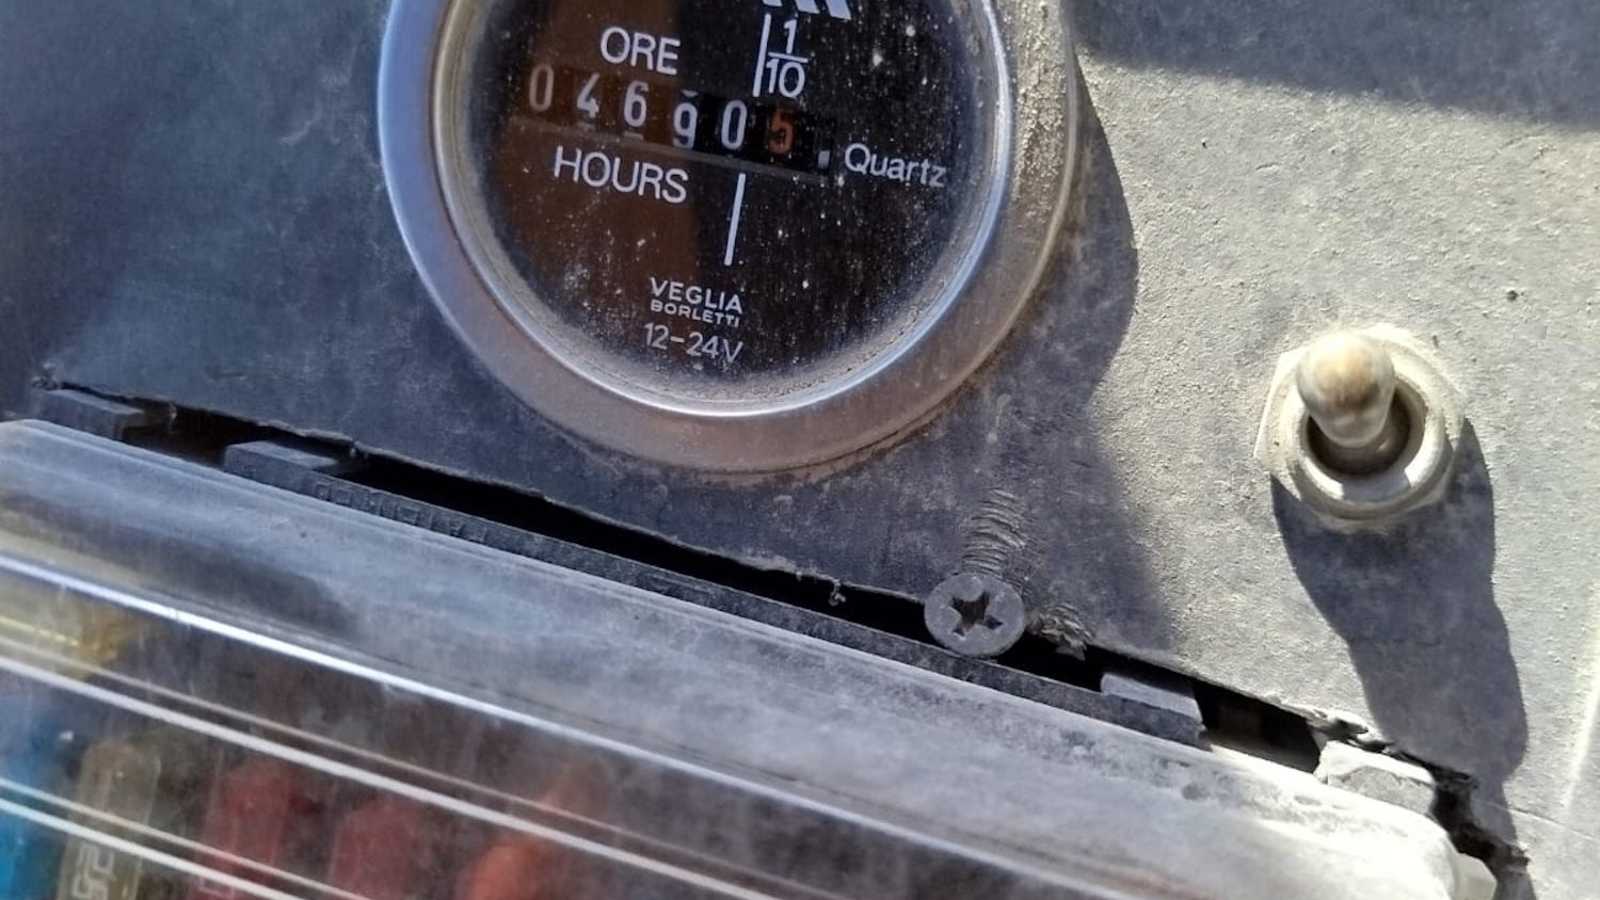 ORE
1
10
046905
Quartz
HOURS
VEGLIA
BORLETTI
12-24V